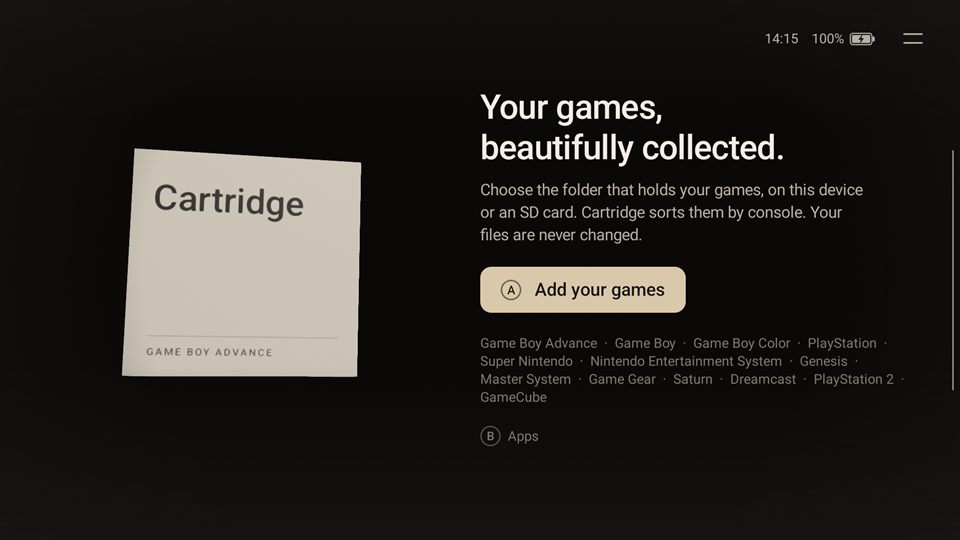 14:15 100%
Your games,
beautifully collected.
Choose the folder that holds your games, on this device
or an SD card. Cartridge sorts them by console. Your
files are never changed.
A Add your games
Game Boy Advance · Game Boy · Game Boy Color · PlayStation ·
Super Nintendo · Nintendo Entertainment System · Genesis ·
Master System · Game Gear · Saturn · Dreamcast · PlayStation 2 ·
GameCube
B Apps
Cartridge
GAME BOY ADVANCE